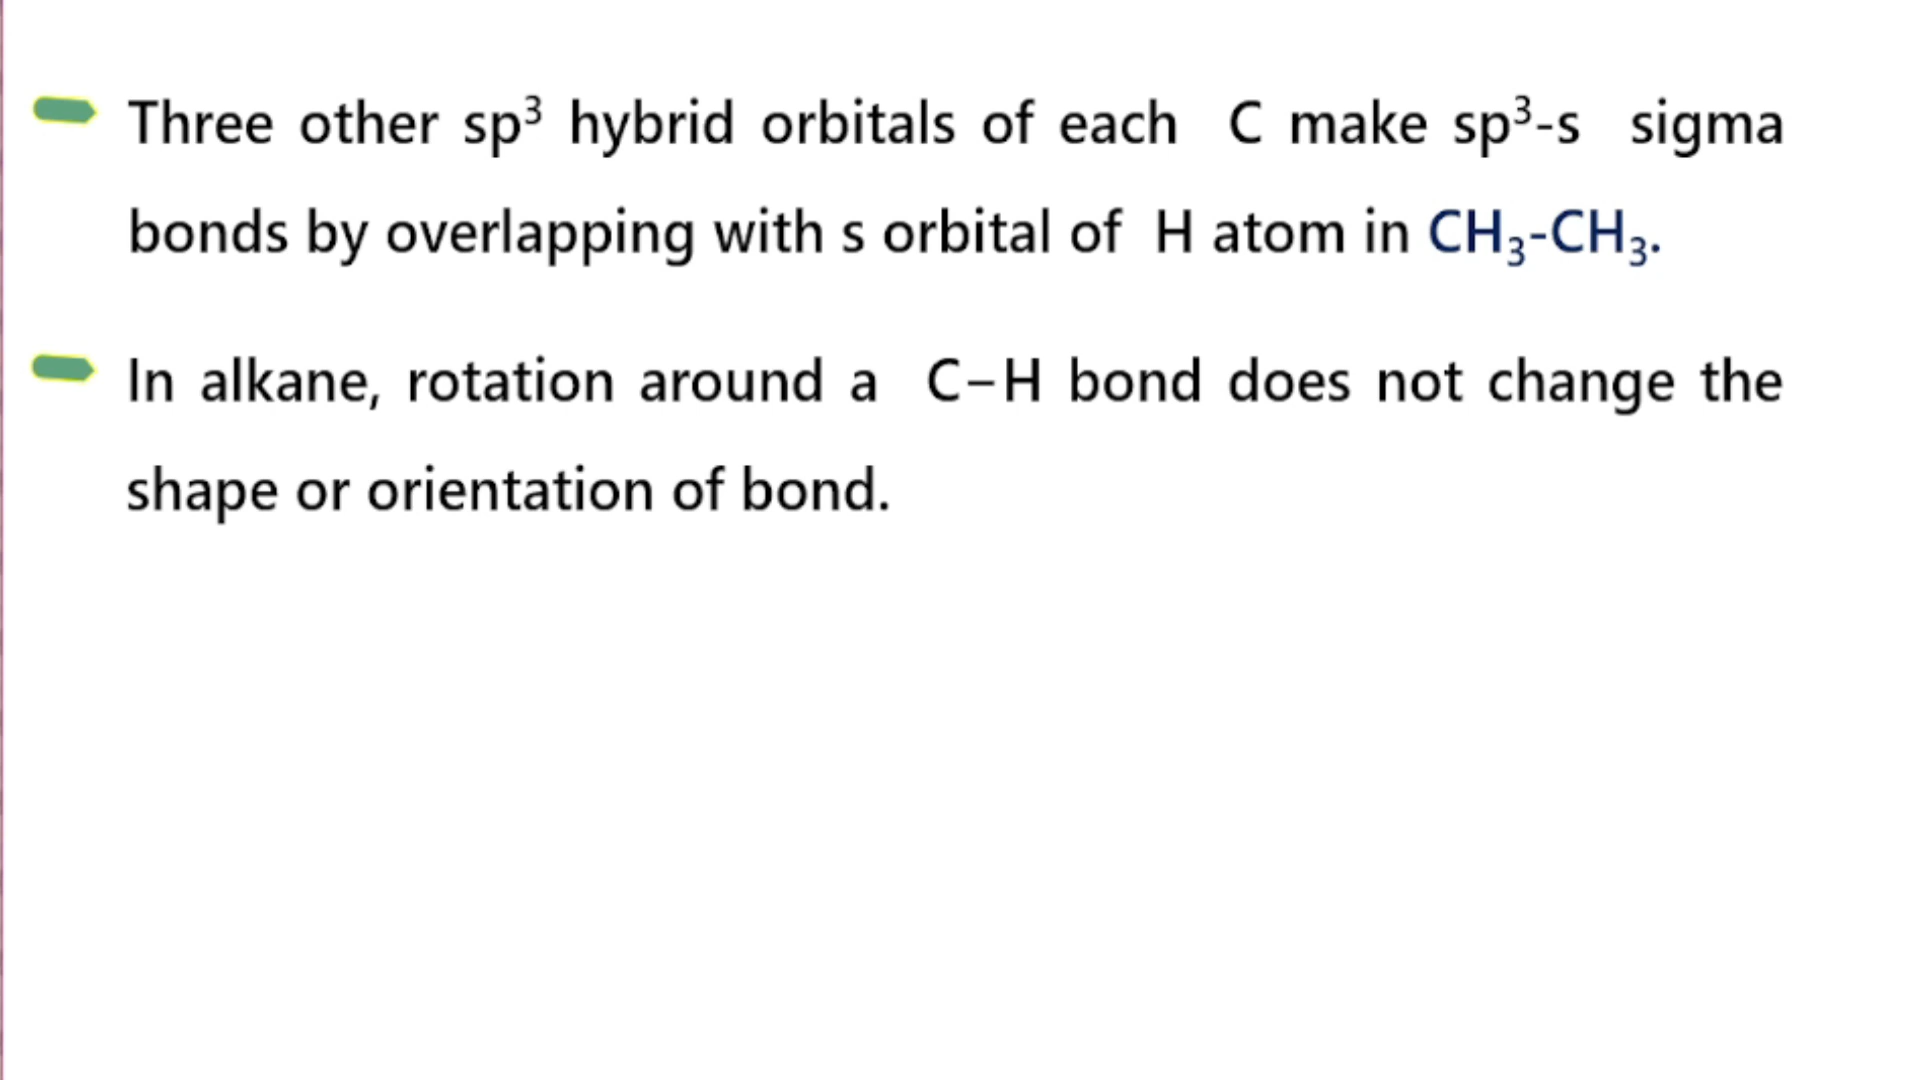 Three other sp³ hybrid orbitals of each C make sp³-s sigma
bonds by overlapping with s orbital of H atom in CH₃-CH₃.
In alkane, rotation around a C–H bond does not change the
shape or orientation of bond.